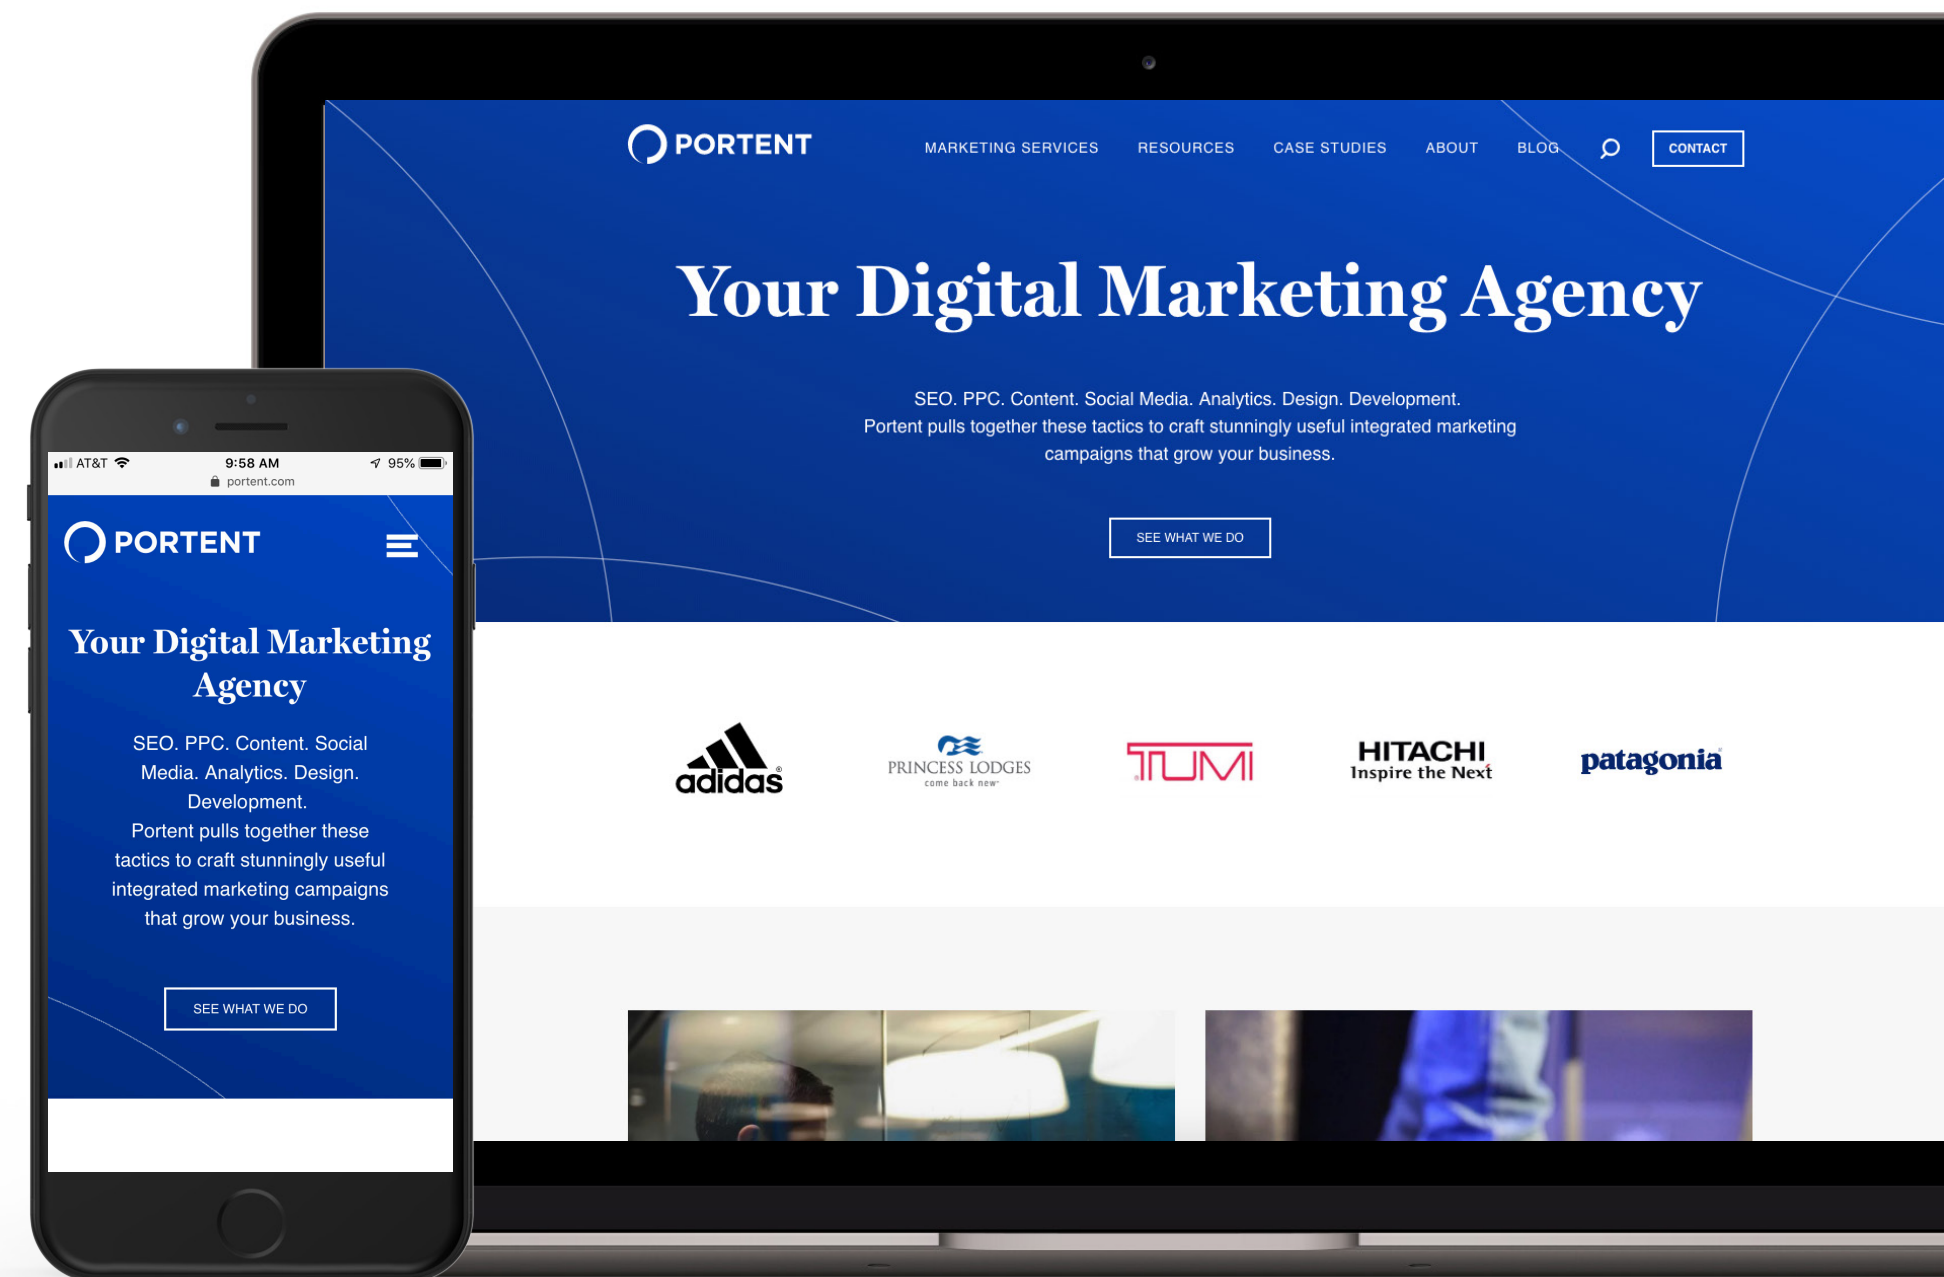 PORTENT
MARKETING SERVICES RESOURCES CASE STUDIES ABOUT BLOG CONTACT
Your Digital Marketing Agency
SEO. PPC. Content. Social Media. Analytics. Design. Development.
Portent pulls together these tactics to craft stunningly useful integrated marketing
campaigns that grow your business.
SEE WHAT WE DO
adidas®
PRINCESS LODGES
come back new
TUMI
HITACHI
Inspire the Next
patagonia
AT&T 9:58 AM 95%
portent.com
PORTENT
Your Digital Marketing
Agency
SEO. PPC. Content. Social
Media. Analytics. Design.
Development.
Portent pulls together these
tactics to craft stunningly useful
integrated marketing campaigns
that grow your business.
SEE WHAT WE DO